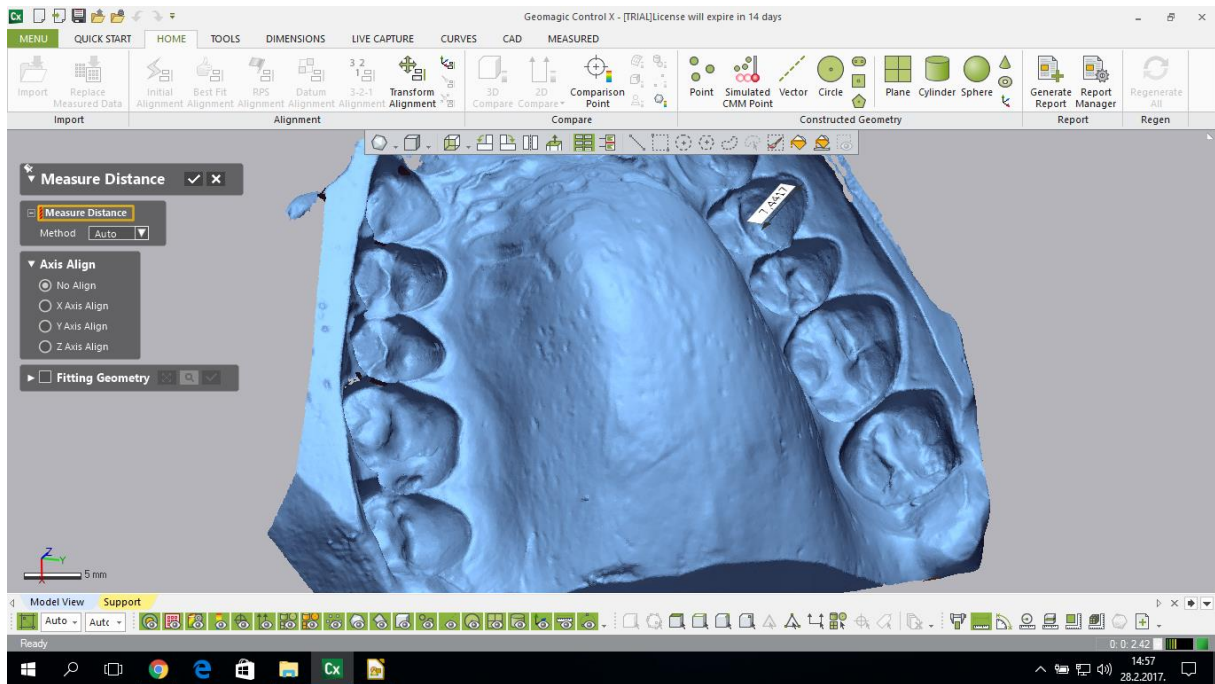 Cx Geomagic Control X - [TRIAL]License will expire in 14 days
MENU QUICK START HOME TOOLS DIMENSIONS LIVE CAPTURE CURVES CAD MEASURED
Import Replace Measured Data Initial Alignment Best Fit Alignment RPS Alignment Datum Alignment 3-2-1 Alignment Transform Alignment 3D Compare 2D Compare Comparison Point Point Simulated CMM Point Vector Circle Plane Cylinder Sphere Generate Report Report Manager Regenerate All
Import Alignment Compare Constructed Geometry Report Regen
Measure Distance
Measure Distance
Method Auto
Axis Align
No Align
X Axis Align
Y Axis Align
Z Axis Align
Fitting Geometry
7.4417
Z
Y
X
5 mm
Model View Support
Auto Auto
Ready 0: 0: 2.42
Cx 14:57
28.2.2017.